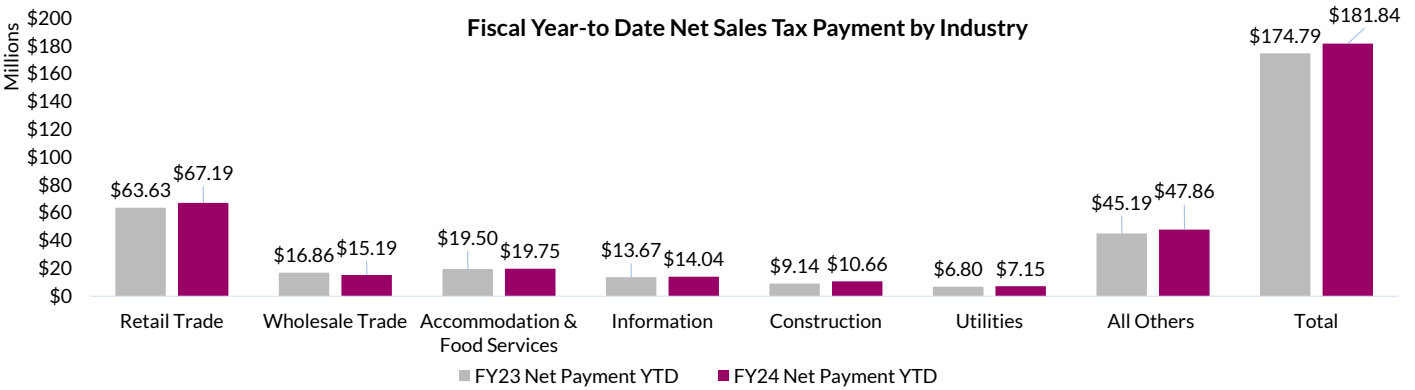 Fiscal Year-to Date Net Sales Tax Payment by Industry
Millions
$200
$180
$160
$140
$120
$100
$80
$60
$40
$20
$0
$63.63 $67.19
$16.86 $15.19
$19.50 $19.75
$13.67 $14.04
$9.14 $10.66
$6.80 $7.15
$45.19 $47.86
$174.79 $181.84
Retail Trade
Wholesale Trade
Accommodation &
Food Services
Information
Construction
Utilities
All Others
Total
FY23 Net Payment YTD FY24 Net Payment YTD